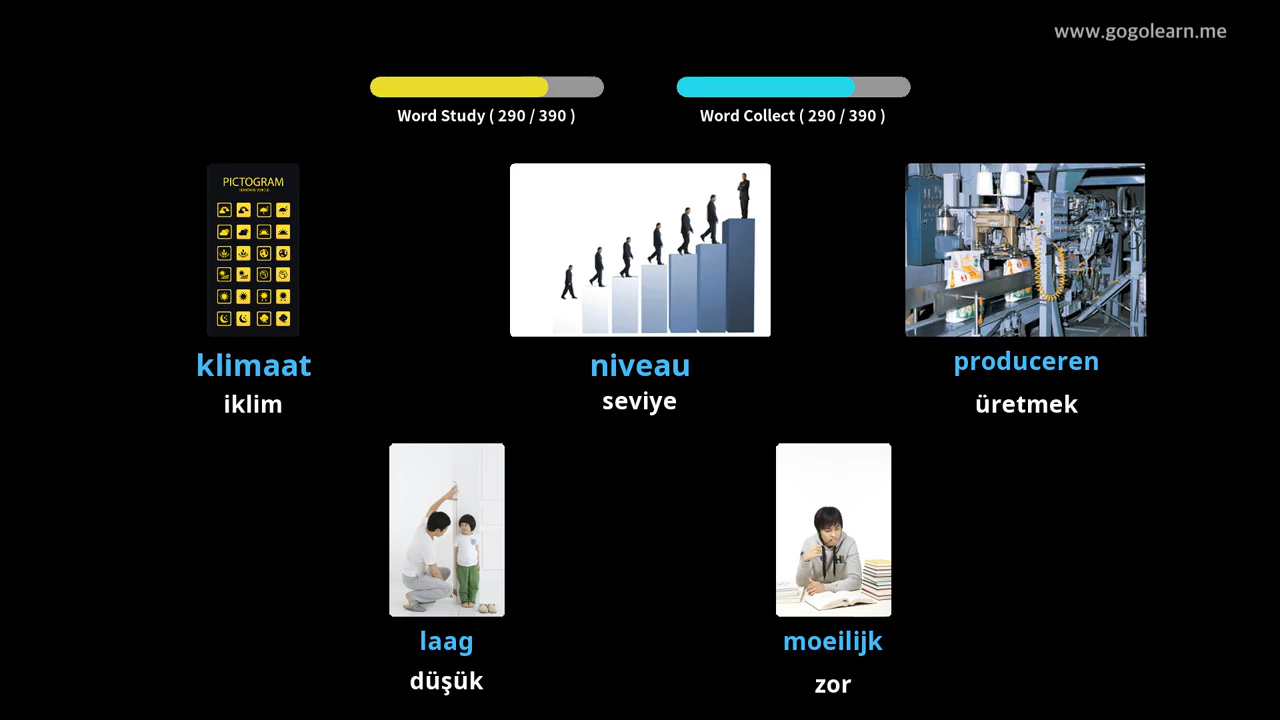 www.gogolearn.me
Word Study ( 290 / 390 )
Word Collect ( 290 / 390 )
PICTOGRAM
klimaat
iklim
niveau
seviye
produceren
üretmek
laag
düşük
moeilijk
zor